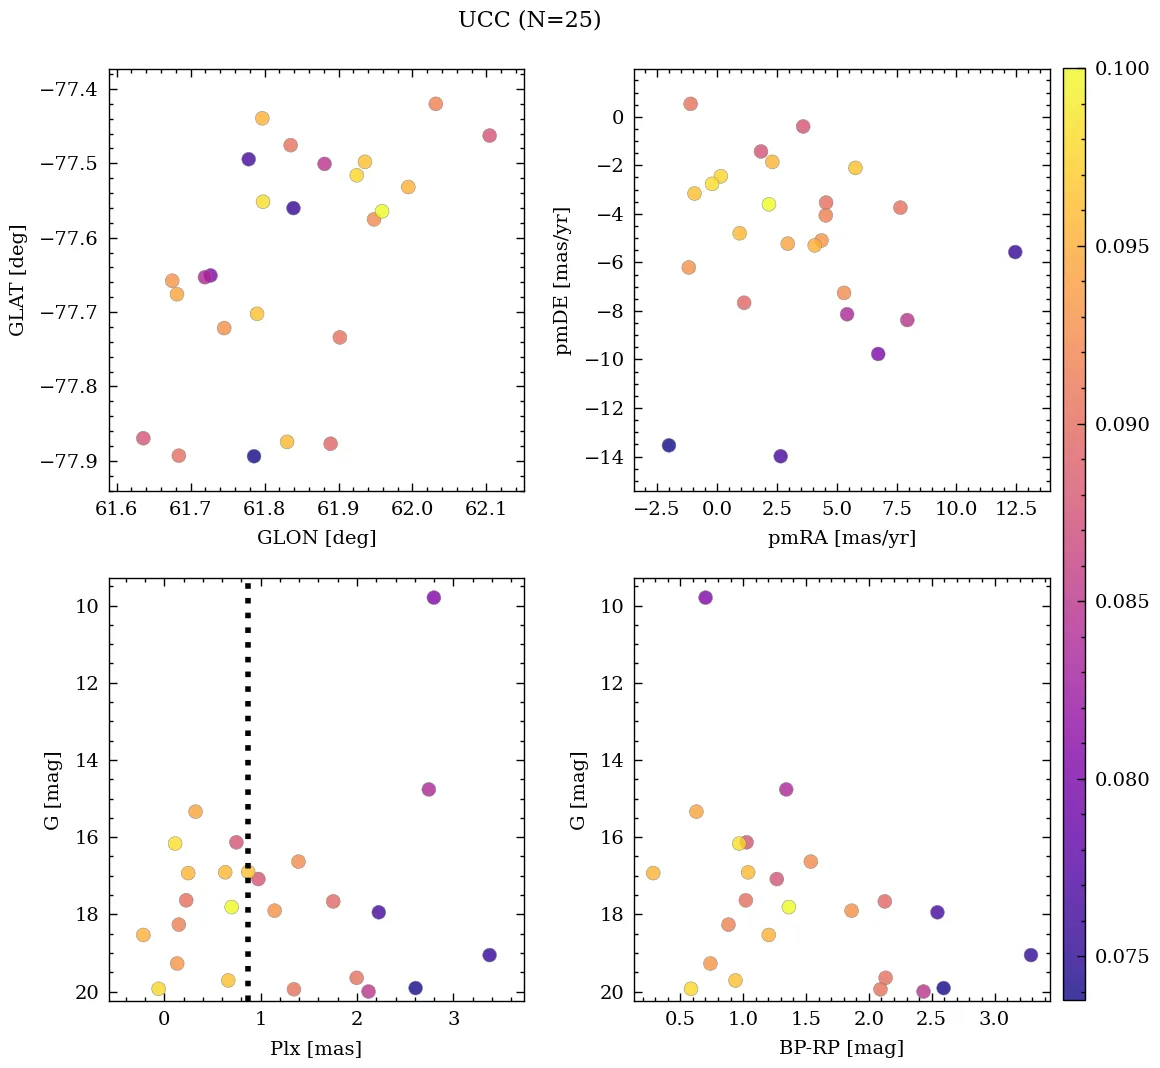 UCC (N=25)
−77.4
−77.5
−77.6
−77.7
−77.8
−77.9
GLAT [deg]
61.6 61.7 61.8 61.9 62.0 62.1
GLON [deg]
0
−2
−4
−6
−8
−10
−12
−14
pmDE [mas/yr]
−2.5 0.0 2.5 5.0 7.5 10.0 12.5
pmRA [mas/yr]
0.100
0.095
0.090
0.085
0.080
0.075
10
12
14
16
18
20
G [mag]
0 1 2 3
Plx [mas]
10
12
14
16
18
20
G [mag]
0.5 1.0 1.5 2.0 2.5 3.0
BP-RP [mag]